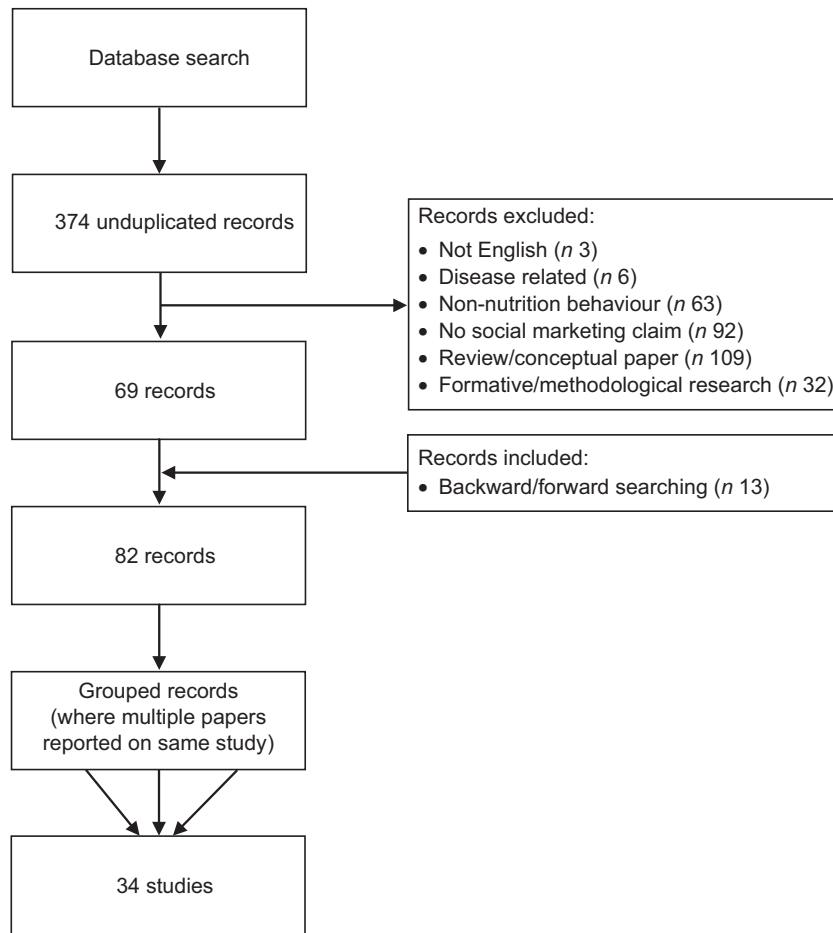 Database search
374 unduplicated records
Records excluded:
• Not English (n 3)
• Disease related (n 6)
• Non-nutrition behaviour (n 63)
• No social marketing claim (n 92)
• Review/conceptual paper (n 109)
• Formative/methodological research (n 32)
69 records
Records included:
• Backward/forward searching (n 13)
82 records
Grouped records
(where multiple papers
reported on same study)
34 studies